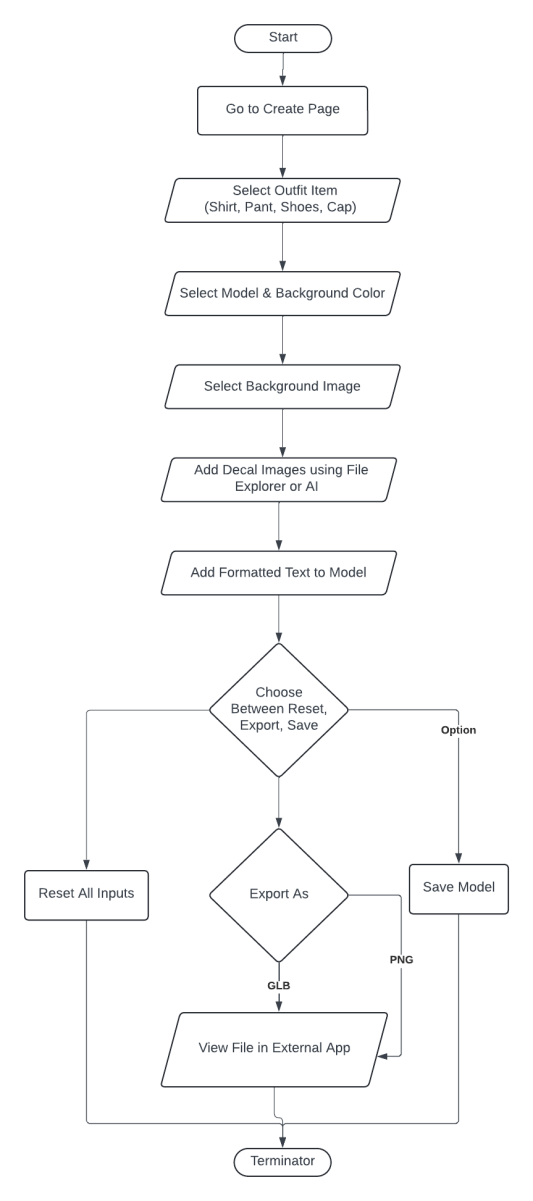 Start
Go to Create Page
Select Outfit Item
(Shirt, Pant, Shoes, Cap)
Select Model & Background Color
Select Background Image
Add Decal Images using File
Explorer or AI
Add Formatted Text to Model
Choose
Between Reset,
Export, Save
Option
Reset All Inputs
Export As
Save Model
PNG
GLB
View File in External App
Terminator